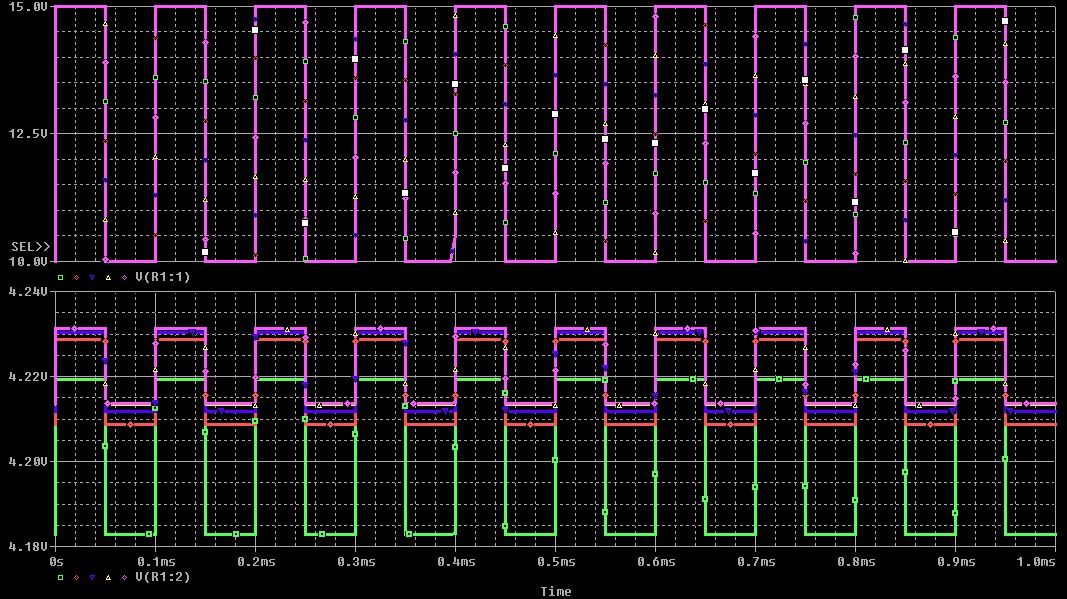 15.0V
12.5V
SEL>>
10.0V
V(R1:1)
4.24V
4.22V
4.20V
4.18V
0s 0.1ms 0.2ms 0.3ms 0.4ms 0.5ms 0.6ms 0.7ms 0.8ms 0.9ms 1.0ms
V(R1:2)
Time